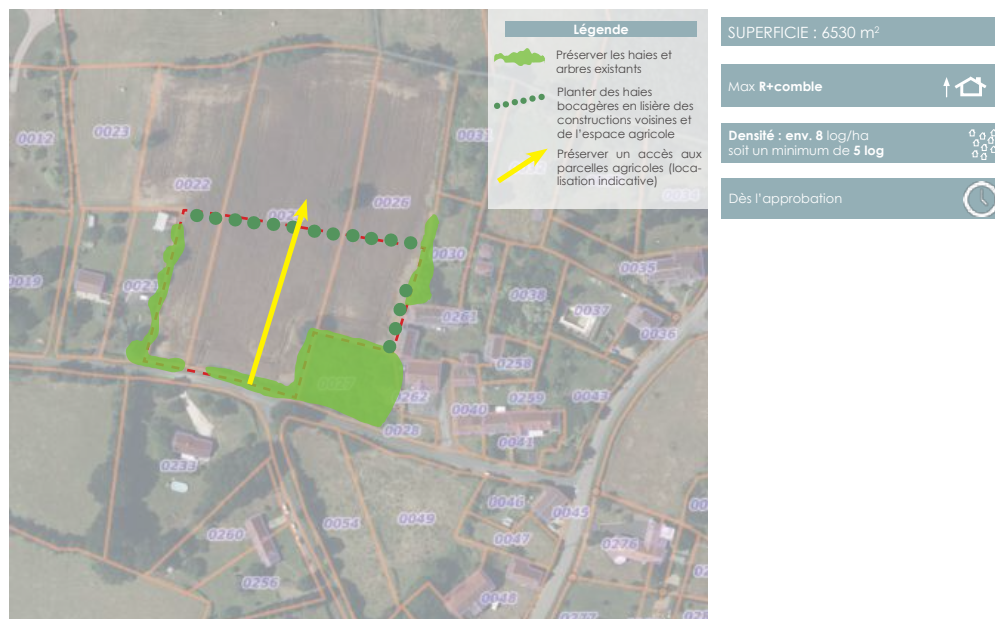 Légende
Préserver les haies et
arbres existants
Planter des haies
bocagères en lisière des
constructions voisines et
de l'espace agricole
Préserver un accès aux
parcelles agricoles (loca-
lisation indicative)
SUPERFICIE : 6530 m²
Max R+comble
Densité : env. 8 log/ha
soit un minimum de 5 log
Dès l'approbation
0012
0023
0022
0026
0030
0019
0021
0035
0038
0037
0036
0261
0258
0027
0262
0259
0043
0040
0028
0041
0233
0046
0045
0054
0049
0260
0047
0276
0256
0048